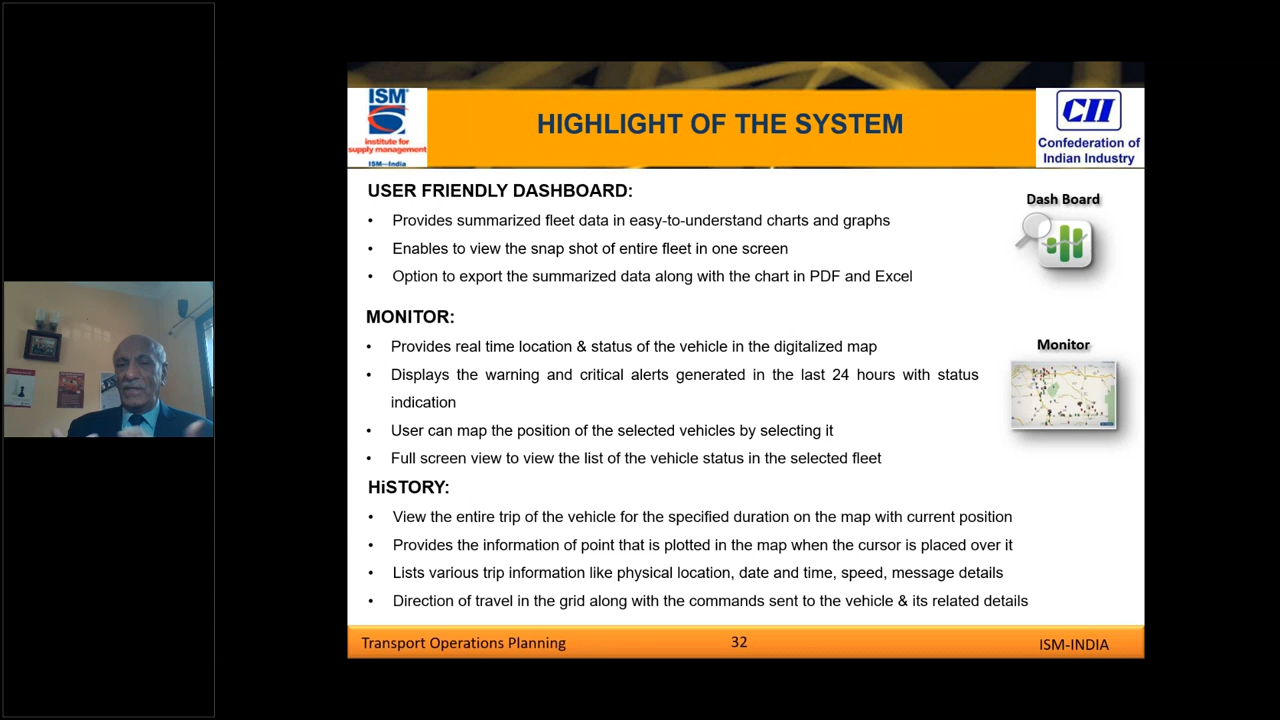 ISM®
institute for
supply management
ISM—India
HIGHLIGHT OF THE SYSTEM
CII
Confederation of
Indian Industry
USER FRIENDLY DASHBOARD:
• Provides summarized fleet data in easy-to-understand charts and graphs
• Enables to view the snap shot of entire fleet in one screen
• Option to export the summarized data along with the chart in PDF and Excel
Dash Board
MONITOR:
• Provides real time location & status of the vehicle in the digitalized map
• Displays the warning and critical alerts generated in the last 24 hours with status
indication
• User can map the position of the selected vehicles by selecting it
• Full screen view to view the list of the vehicle status in the selected fleet
Monitor
HiSTORY:
• View the entire trip of the vehicle for the specified duration on the map with current position
• Provides the information of point that is plotted in the map when the cursor is placed over it
• Lists various trip information like physical location, date and time, speed, message details
• Direction of travel in the grid along with the commands sent to the vehicle & its related details
Transport Operations Planning
32
ISM-INDIA